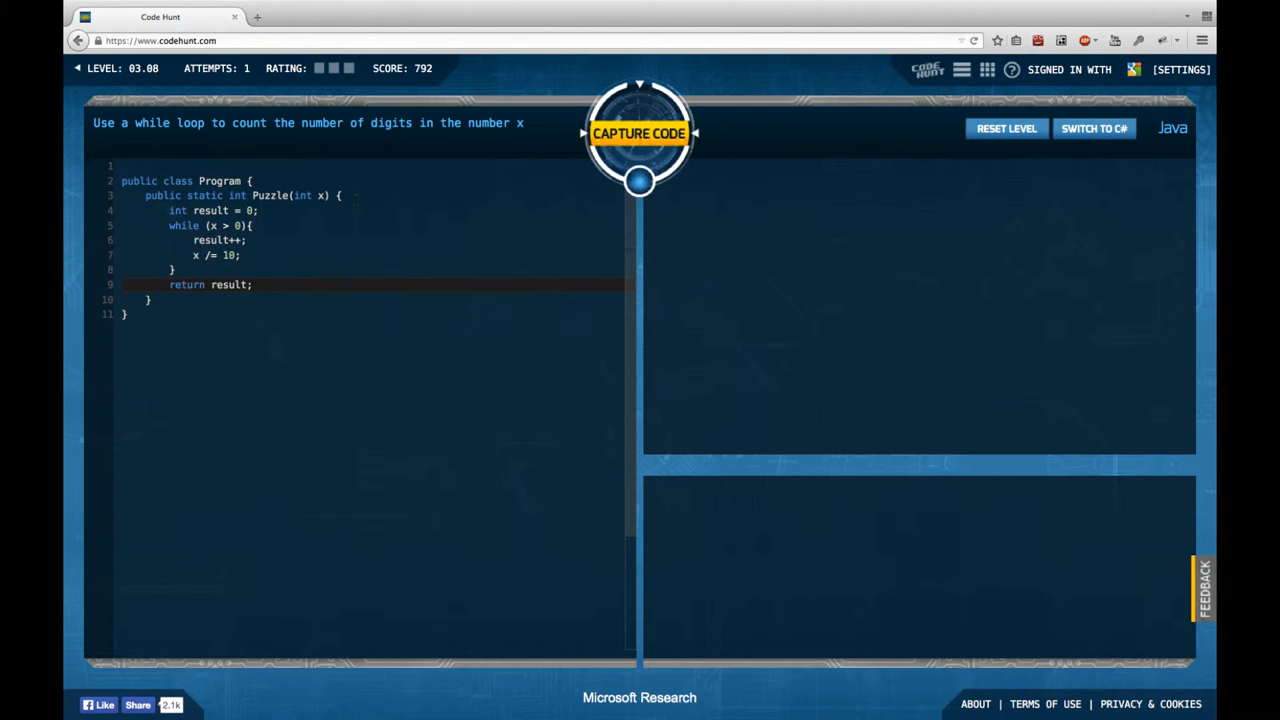 Code Hunt
https://www.codehunt.com
LEVEL: 03.08 ATTEMPTS: 1 RATING: SCORE: 792
CODE HUNT
SIGNED IN WITH [SETTINGS]
Use a while loop to count the number of digits in the number x
CAPTURE CODE
RESET LEVEL SWITCH TO C# Java
1
2 public class Program {
3 public static int Puzzle(int x) {
4 int result = 0;
5 while (x > 0){
6 result++;
7 x /= 10;
8 }
9 return result;
10 }
11 }
FEEDBACK
Like Share 2.1k
Microsoft Research
ABOUT | TERMS OF USE | PRIVACY & COOKIES